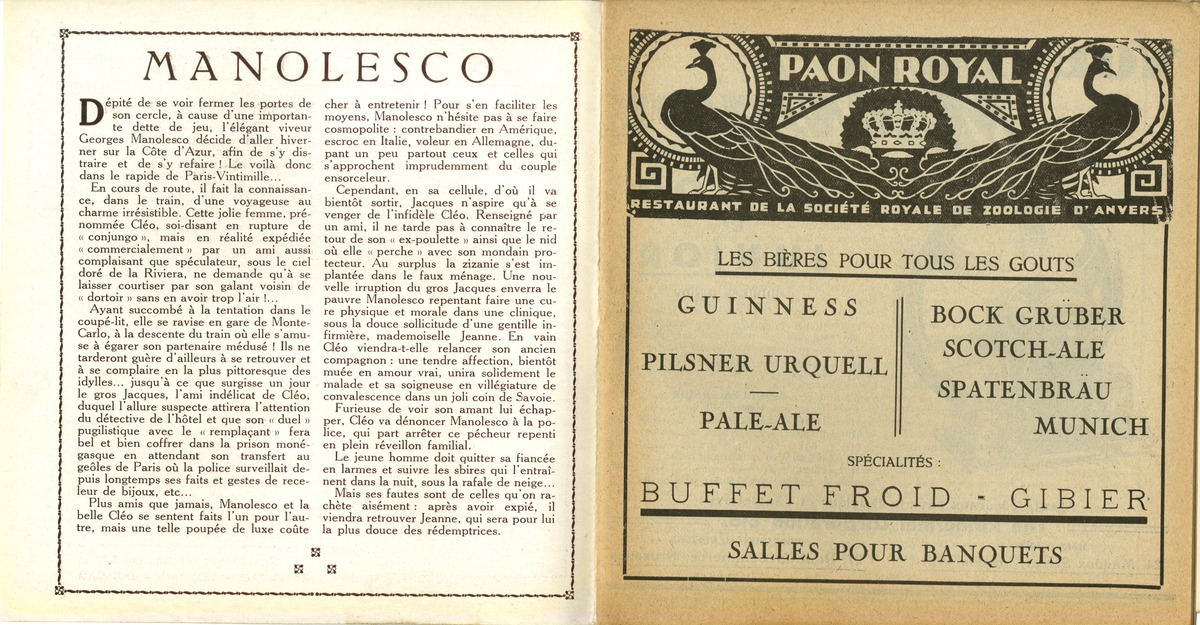 MANOLESCO
Dépité de se voir fermer les portes de
son cercle, à cause d'une importan-
te dette de jeu, l'élégant viveur
Georges Manolesco décide d'aller hiver-
ner sur la Côte d'Azur, afin de s'y dis-
traire et de s'y refaire ! Le voilà donc
dans le rapide de Paris-Vintimille...
En cours de route, il fait la connaissan-
ce, dans le train, d'une voyageuse au
charme irrésistible. Cette jolie femme, pré-
nommée Cléo, soi-disant en rupture de
« conjungo », mais en réalité expédiée
« commercialement » par un ami aussi
complaisant que spéculateur, sous le ciel
doré de la Riviera, ne demande qu'à se
laisser courtiser par son galant voisin de
« dortoir » sans en avoir trop l'air !...
Ayant succombé à la tentation dans le
coupé-lit, elle se ravise en gare de Monte-
Carlo, à la descente du train où elle s'amu-
se à égarer son partenaire médusé ! Ils ne
tarderont guère d'ailleurs à se retrouver et
à se complaire en la plus pittoresque des
idylles... jusqu'à ce que surgisse un jour
le gros Jacques, l'ami indélicat de Cléo,
duquel l'allure suspecte attirera l'attention
du détective de l'hôtel et que son « duel »
pugilistique avec le « remplaçant » fera
bel et bien coffrer dans la prison moné-
gasque en attendant son transfert au
geôles de Paris où la police surveillait de-
puis longtemps ses faits et gestes de rece-
leur de bijoux, etc...
Plus amis que jamais, Manolesco et la
belle Cléo se sentent faits l'un pour l'au-
tre, mais une telle poupée de luxe coûte
cher à entretenir ! Pour s'en faciliter les
moyens, Manolesco n'hésite pas à se faire
cosmopolite : contrebandier en Amérique,
escroc en Italie, voleur en Allemagne, du-
pant un peu partout ceux et celles qui
s'approchent imprudemment du couple
ensorceleur.
Cependant, en sa cellule, d'où il va
bientôt sortir, Jacques n'aspire qu'à se
venger de l'infidèle Cléo. Renseigné par
un ami, il ne tarde pas à connaître le re-
tour de son « ex-poulette » ainsi que le nid
où elle « perche » avec son mondain pro-
tecteur. Au surplus la zizanie s'est im-
plantée dans le faux ménage. Une nou-
velle irruption du gros Jacques enverra le
pauvre Manolesco repentant faire une cu-
re physique et morale dans une clinique,
sous la douce sollicitude d'une gentille in-
firmière, mademoiselle Jeanne. En vain
Cléo viendra-t-elle relancer son ancien
compagnon : une tendre affection, bientôt
muée en amour vrai, unira solidement le
malade et sa soigneuse en villégiature de
convalescence dans un joli coin de Savoie.
Furieuse de voir son amant lui échap-
per, Cléo va dénoncer Manolesco à la po-
lice, qui part arrêter ce pécheur repenti
en plein réveillon familial.
Le jeune homme doit quitter sa fiancée
en larmes et suivre les sbires qui l'entraî-
nent dans la nuit, sous la rafale de neige...
Mais ses fautes sont de celles qu'on ra-
chète aisément : après avoir expié, il
viendra retrouver Jeanne, qui sera pour lui
la plus douce des rédemptrices.
PAON ROYAL
RESTAURANT DE LA SOCIÉTÉ ROYALE DE ZOOLOGIE D'ANVERS
LES BIÈRES POUR TOUS LES GOUTS
GUINNESS
PILSNER URQUELL
PALE-ALE
BOCK GRÜBER
SCOTCH-ALE
SPATENBRÄU
MUNICH
SPÉCIALITÉS :
BUFFET FROID - GIBIER
SALLES POUR BANQUETS